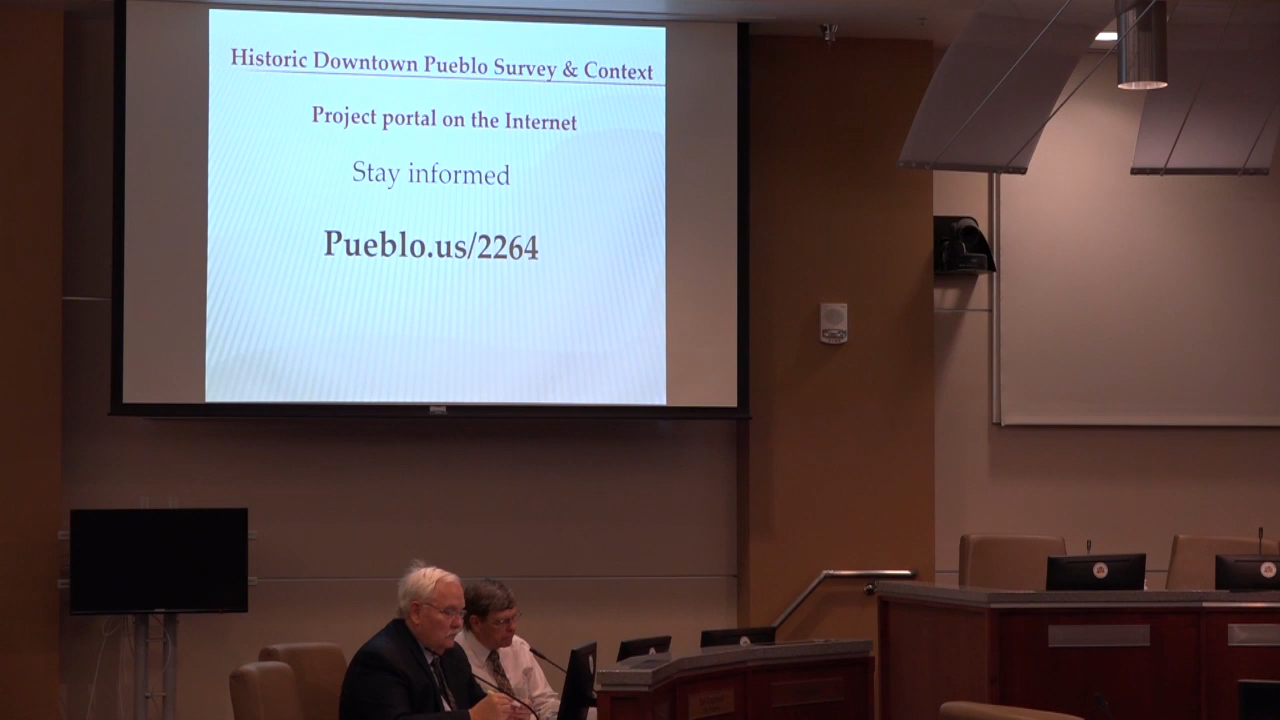 Historic Downtown Pueblo Survey & Context
Project portal on the Internet
Stay informed
Pueblo.us/2264